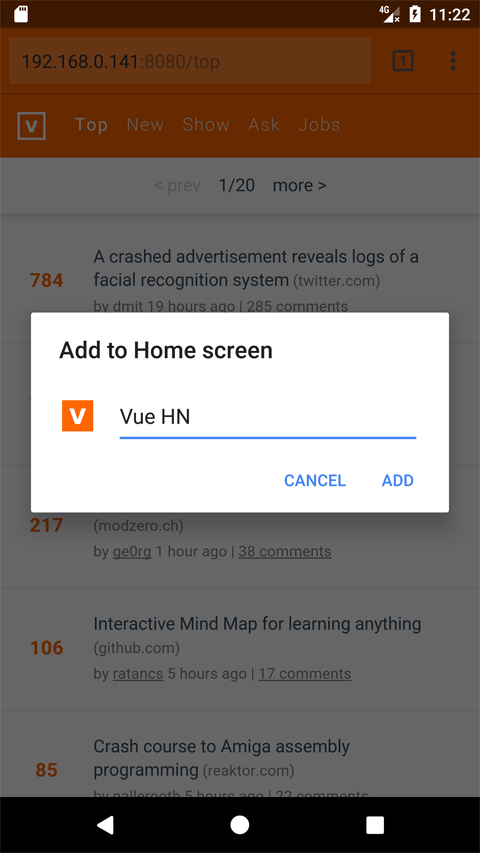 4G 11:22
192.168.0.141:8080/top 1
V Top New Show Ask Jobs
< prev 1/20 more >
A crashed advertisement reveals logs of a
784 facial recognition system (twitter.com)
by dmit 19 hours ago | 285 comments
Add to Home screen
V Vue HN
CANCEL ADD
217 (modzero.ch)
by ge0rg 1 hour ago | 38 comments
Interactive Mind Map for learning anything
106 (github.com)
by ratancs 5 hours ago | 17 comments
Crash course to Amiga assembly
85 programming (reaktor.com)
by nallerooth 5 hours ago | 22 comments